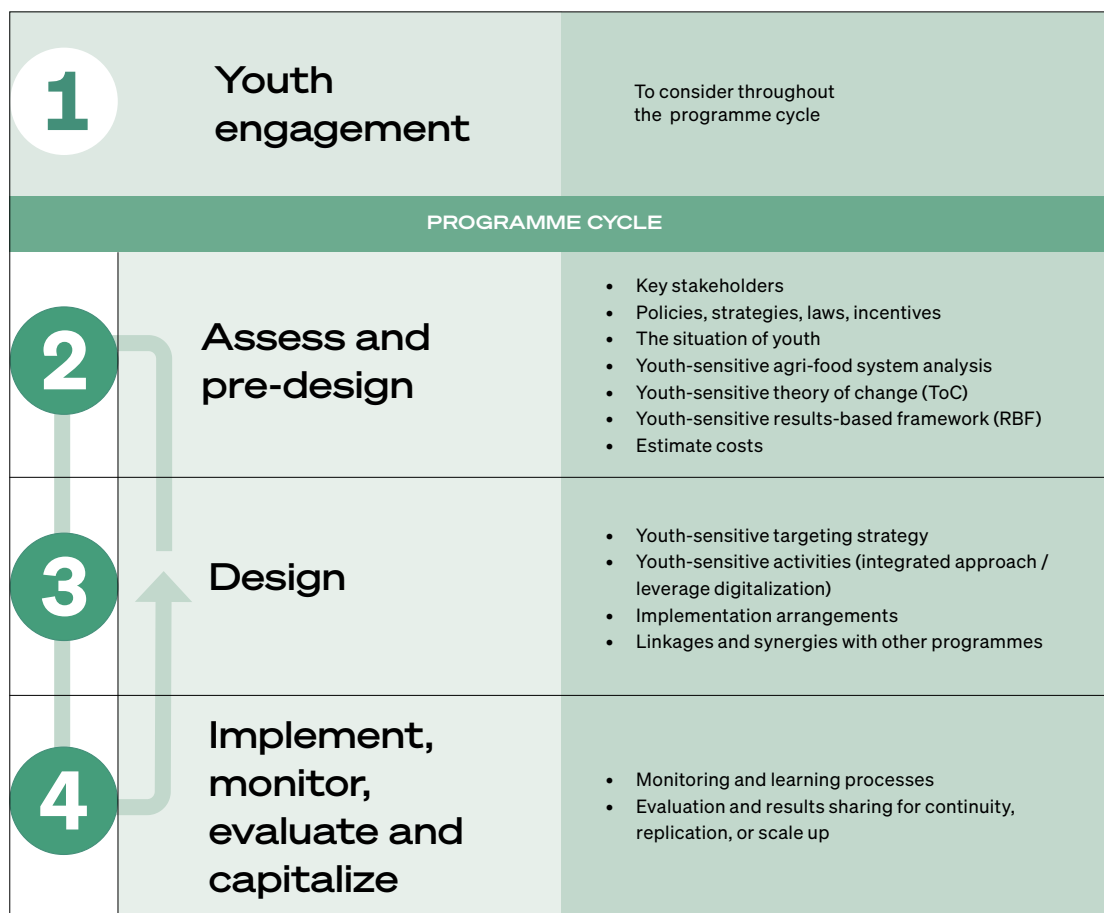 1
Youth
engagement
To consider throughout
the programme cycle
PROGRAMME CYCLE
2
Assess and
pre-design
• Key stakeholders
• Policies, strategies, laws, incentives
• The situation of youth
• Youth-sensitive agri-food system analysis
• Youth-sensitive theory of change (ToC)
• Youth-sensitive results-based framework (RBF)
• Estimate costs
3
Design
• Youth-sensitive targeting strategy
• Youth-sensitive activities (integrated approach /
leverage digitalization)
• Implementation arrangements
• Linkages and synergies with other programmes
4
Implement,
monitor,
evaluate and
capitalize
• Monitoring and learning processes
• Evaluation and results sharing for continuity,
replication, or scale up